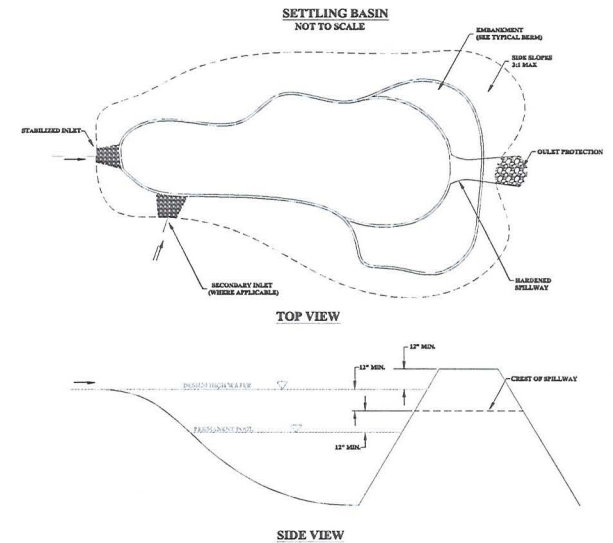 SETTLING BASIN
NOT TO SCALE
EMBANKMENT
(SEE TYPICAL BERM)
SIDE SLOPES
3:1 MAX
STABILIZED INLET
OULET PROTECTION
SECONDARY INLET
(WHERE APPLICABLE)
HARDENED
SPILLWAY
TOP VIEW
12" MIN.
12" MIN.
DESIGN HIGH WATER
CREST OF SPILLWAY
PERMANENT POOL
12" MIN.
SIDE VIEW